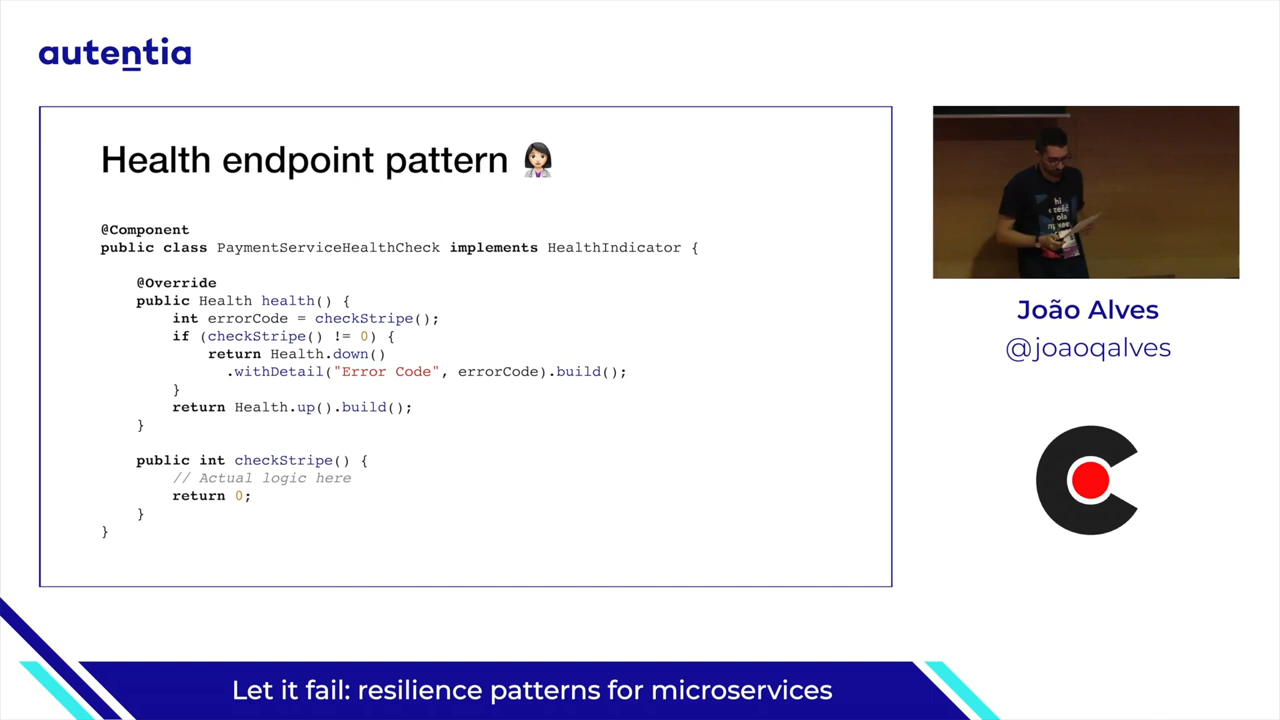 autentia
Health endpoint pattern
@Component
public class PaymentServiceHealthCheck implements HealthIndicator {
@Override
public Health health() {
int errorCode = checkStripe();
if (checkStripe() != 0) {
return Health.down()
.withDetail("Error Code", errorCode).build();
}
return Health.up().build();
}
public int checkStripe() {
// Actual logic here
return 0;
}
}
hi
João Alves
@joaoqalves
Let it fail: resilience patterns for microservices